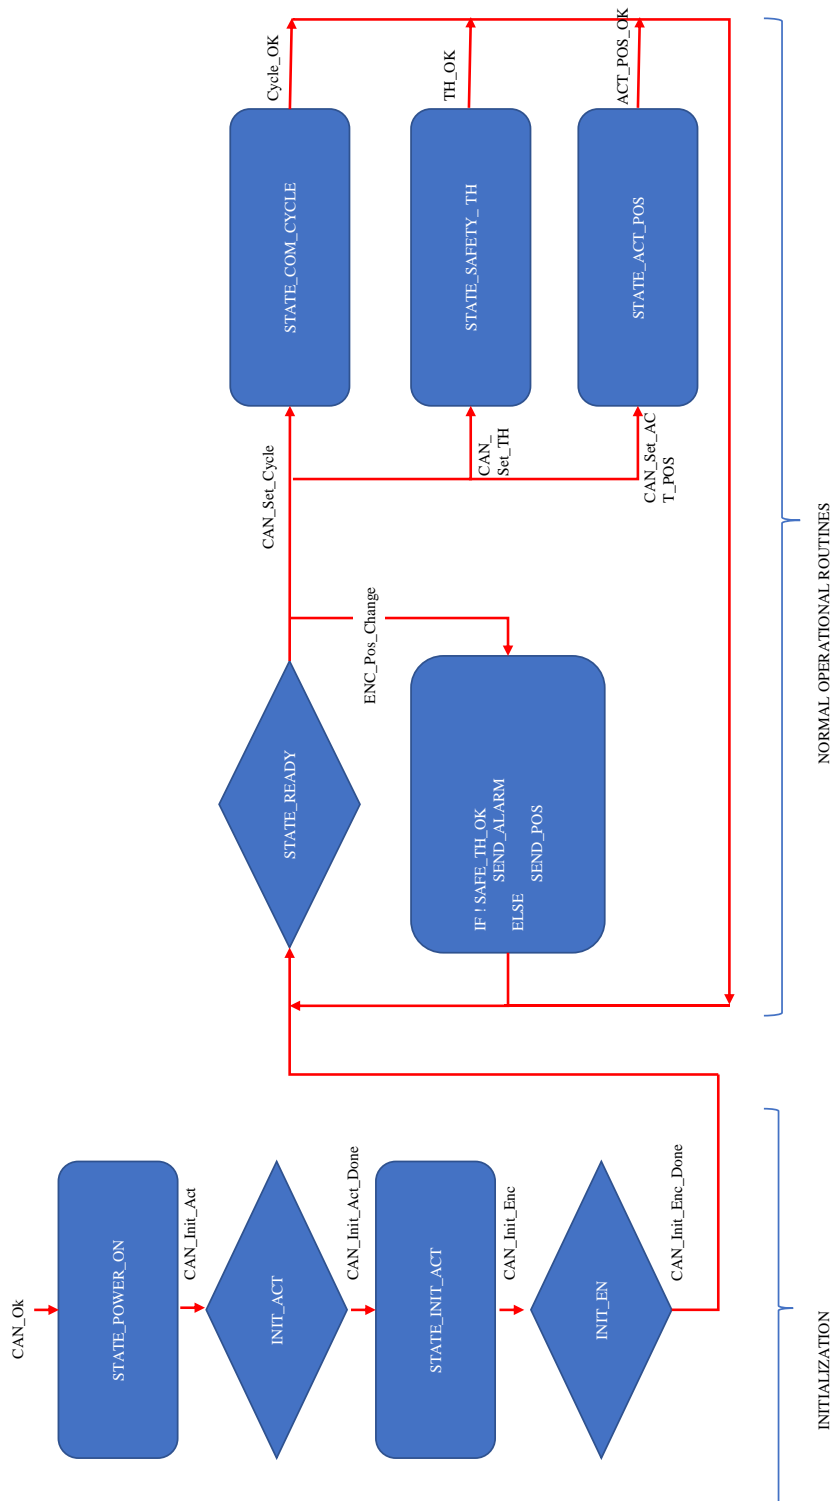 CAN_Ok
STATE_POWER_ON
CAN_Init_Act
INIT_ACT
CAN_Init_Act_Done
STATE_INIT_ACT
CAN_Init_Enc
INIT_EN
CAN_Init_Enc_Done
INITIALIZATION
STATE_READY
ENC_Pos_Change
IF ! SAFE_TH_OK
SEND_ALARM
ELSE
SEND_POS
CAN_Set_Cycle
CAN_
Set_TH
CAN_Set_AC
T_POS
STATE_COM_CYCLE
STATE_SAFETY_ TH
STATE_ACT_POS
Cycle_OK
TH_OK
ACT_POS_OK
NORMAL OPERATIONAL ROUTINES